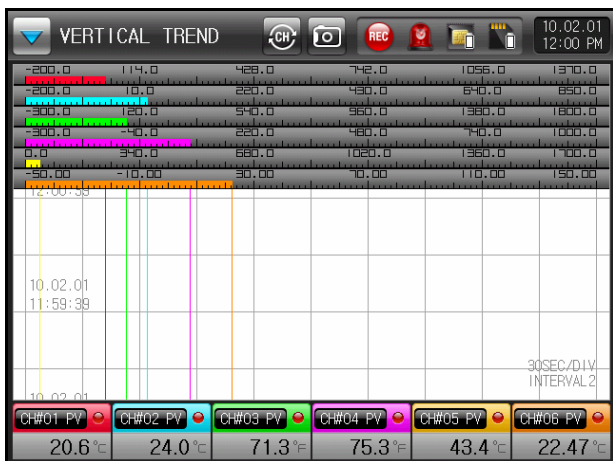 VERTICAL TREND CH REC 10.02.01
12:00 PM
-200.0 114.0 428.0 742.0 1056.0 1370.0
-200.0 10.0 220.0 430.0 640.0 850.0
-300.0 120.0 540.0 960.0 1380.0 1800.0
-300.0 -40.0 220.0 480.0 740.0 1000.0
0.0 340.0 680.0 1020.0 1360.0 1700.0
-50.00 -10.00 30.00 70.00 110.00 150.00
12:00:39
10.02.01
11:59:39
30SEC/DIV
INTERVAL2
10.02.01
CH#01 PV CH#02 PV CH#03 PV CH#04 PV CH#05 PV CH#06 PV
20.6℃ 24.0℃ 71.3℉ 75.3℉ 43.4℃ 22.47℃